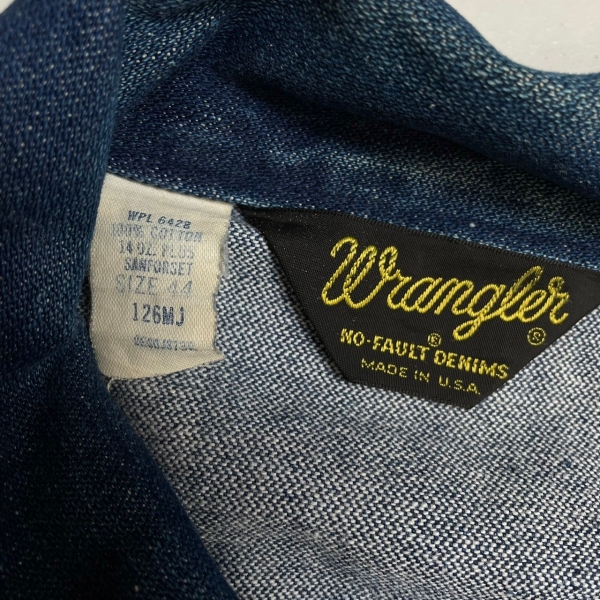 WPL 6428
100% COTTON
14 OZ. PLUS
SANFORSET
SIZE 44
126MJ
Wrangler®
NO-FAULT® DENIMS
MADE IN U.S.A.